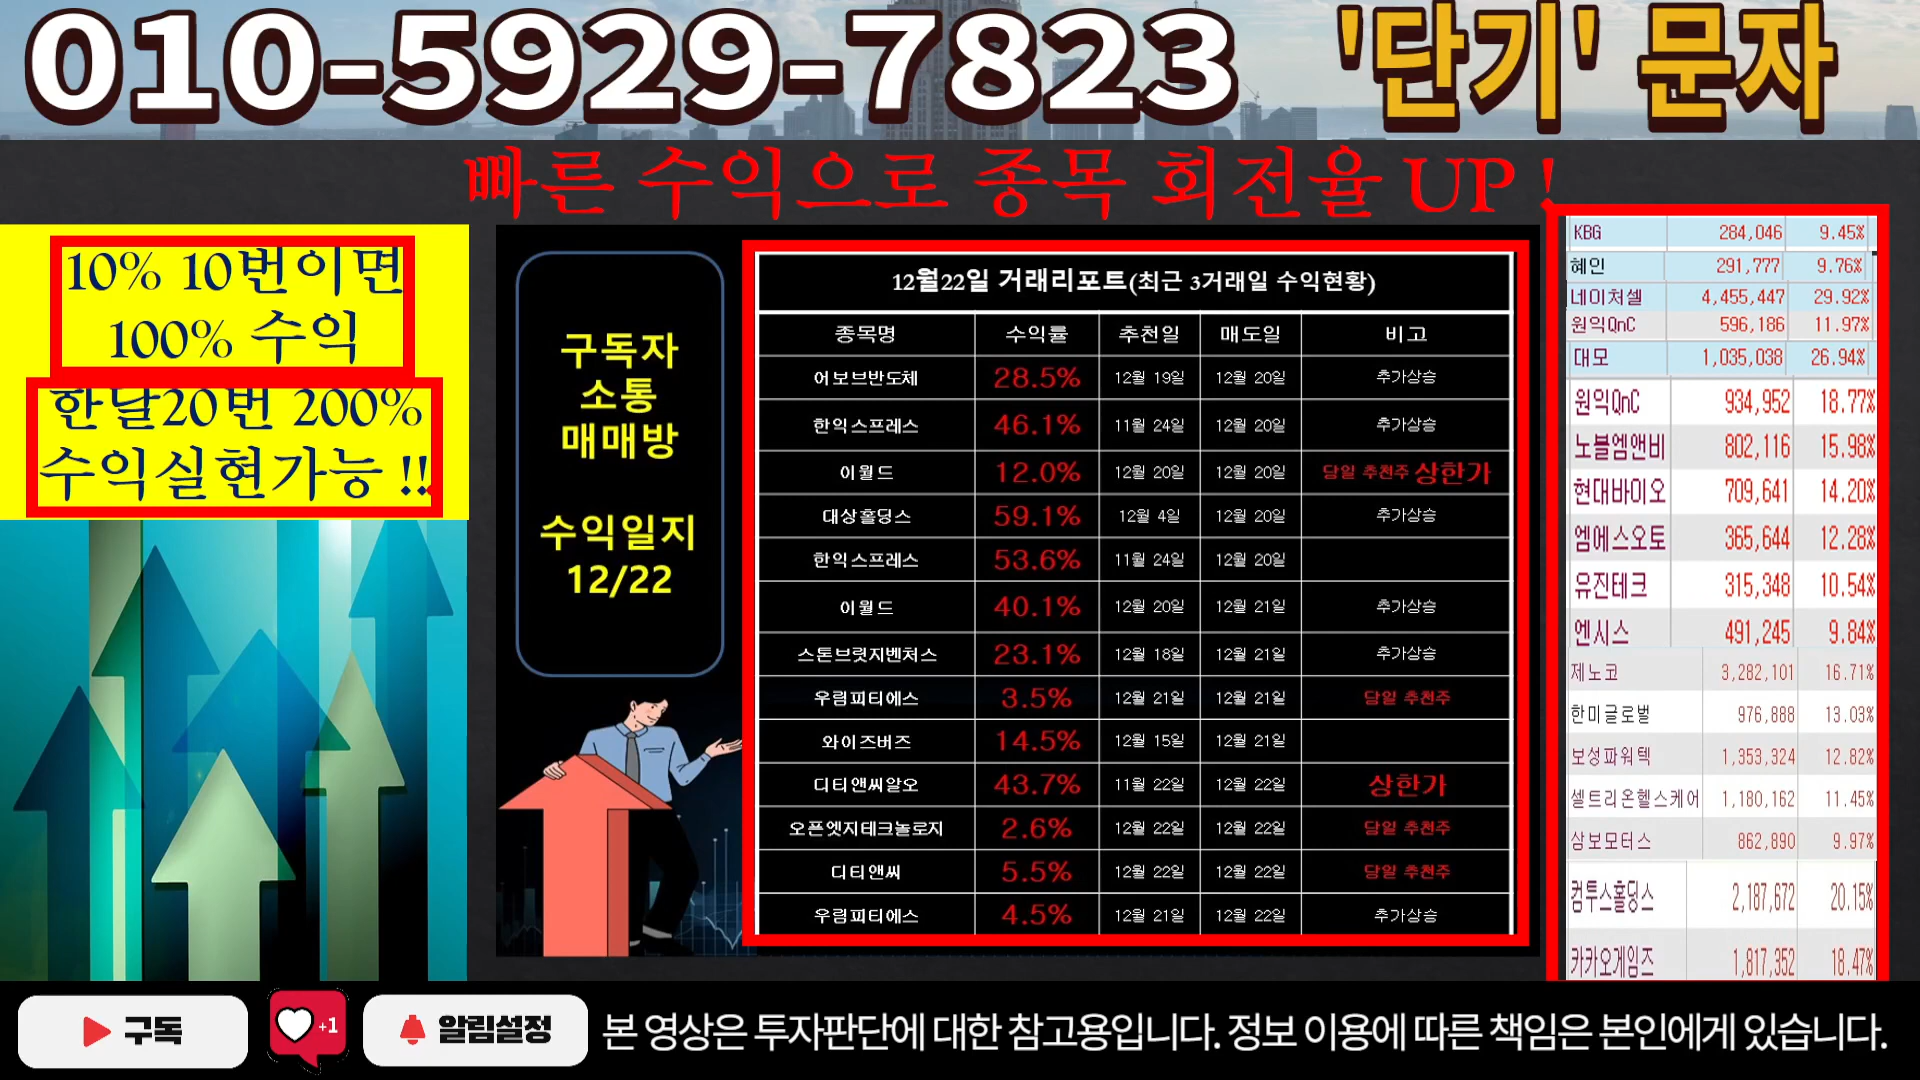 010-5929-7823 '단기' 문자
빠른 수익으로 종목 회전율 UP !
10% 10번이면
100% 수익
한달20번 200%
수익실현가능 !!
구독자
소통
매매방
수익일지
12/22
12월22일 거래리포트(최근 3거래일 수익현황)
종목명 수익률 추천일 매도일 비고
어보브반도체 28.5% 12월 19일 12월 20일 추가상승
한익스프레스 46.1% 11월 24일 12월 20일 추가상승
이월드 12.0% 12월 20일 12월 20일 당일 추천주 상한가
대상홀딩스 59.1% 12월 4일 12월 20일 추가상승
한익스프레스 53.6% 11월 24일 12월 20일
이월드 40.1% 12월 20일 12월 21일 추가상승
스톤브릿지벤처스 23.1% 12월 18일 12월 21일 추가상승
우림피티에스 3.5% 12월 21일 12월 21일 당일 추천주
와이즈버즈 14.5% 12월 15일 12월 21일
디티앤씨알오 43.7% 11월 22일 12월 22일 상한가
오픈엣지테크놀로지 2.6% 12월 22일 12월 22일 당일 추천주
디티앤씨 5.5% 12월 22일 12월 22일 당일 추천주
우림피티에스 4.5% 12월 21일 12월 22일 추가상승
KBG 284,046 9.45%
혜인 291,777 9.76%
네이처셀 4,455,447 29.92%
원익QnC 596,186 11.97%
대모 1,035,038 26.94%
원익QnC 934,952 18.77%
노블엠앤비 802,116 15.98%
현대바이오 709,641 14.20%
엠에스오토 365,644 12.28%
유진테크 315,348 10.54%
엔시스 491,245 9.84%
제노코 3,282,101 16.71%
한미글로벌 976,888 13.03%
보성파워텍 1,353,324 12.82%
셀트리온헬스케어 1,180,162 11.45%
상보모터스 862,890 9.97%
컴투스홀딩스 2,187,672 20.15%
카카오게임즈 1,817,352 18.47%
구독
+1
알림설정
본 영상은 투자판단에 대한 참고용입니다. 정보 이용에 따른 책임은 본인에게 있습니다.